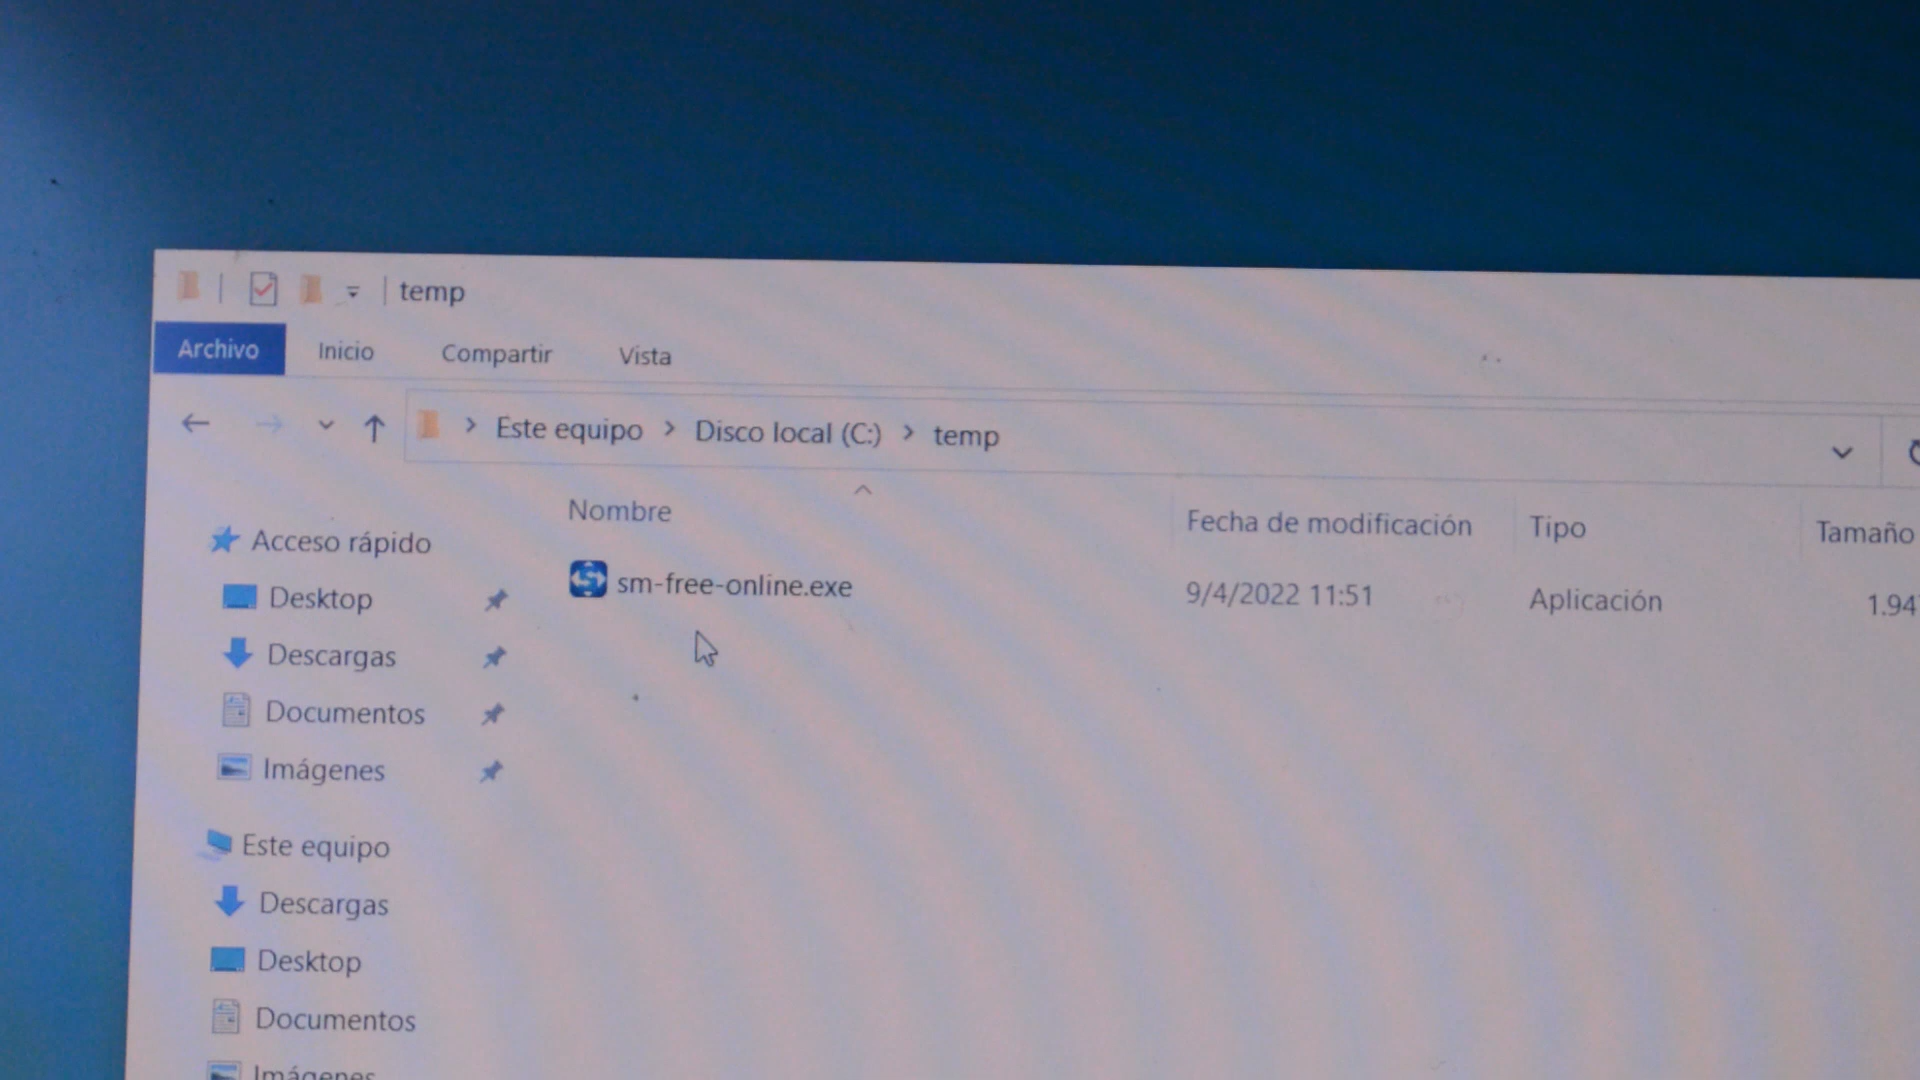 temp
Archivo Inicio Compartir Vista
Este equipo > Disco local (C:) > temp
Nombre Fecha de modificación Tipo Tamaño
sm-free-online.exe 9/4/2022 11:51 Aplicación 1.94
Acceso rápido
Desktop
Descargas
Documentos
Imágenes
Este equipo
Descargas
Desktop
Documentos
Imágenes